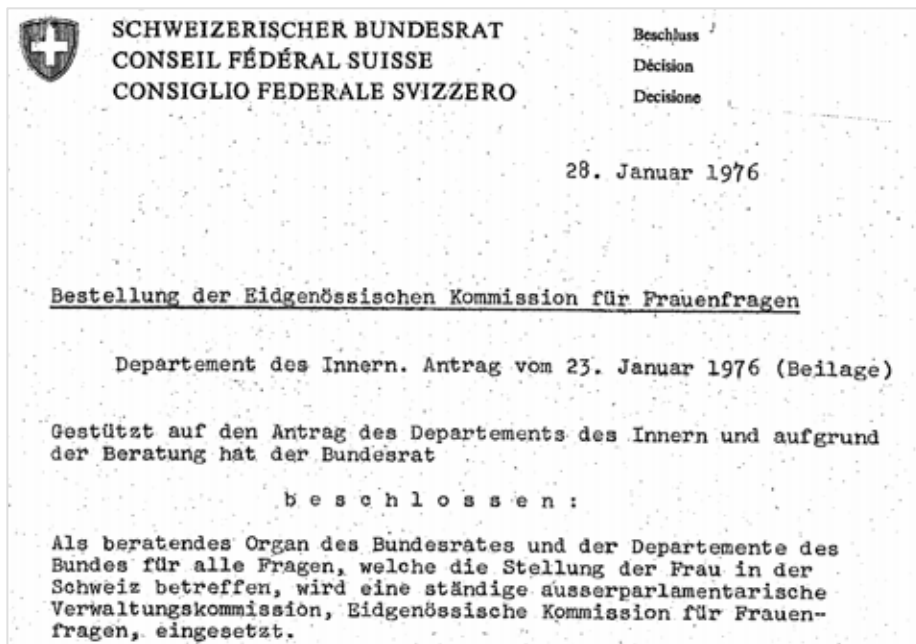 SCHWEIZERISCHER BUNDESRAT
CONSEIL FÉDÉRAL SUISSE
CONSIGLIO FEDERALE SVIZZERO
Beschluss
Décision
Decisione
28. Januar 1976
Bestellung der Eidgenössischen Kommission für Frauenfragen
Departement des Innern. Antrag vom 23. Januar 1976 (Beilage)
Gestützt auf den Antrag des Departements des Innern und aufgrund
der Beratung hat der Bundesrat
b e s c h l o s s e n :
Als beratendes Organ des Bundesrates und der Departemente des
Bundes für alle Fragen, welche die Stellung der Frau in der
Schweiz betreffen, wird eine ständige ausserparlamentarische
Verwaltungskommission, Eidgenössische Kommission für Frauen-
fragen, eingesetzt.